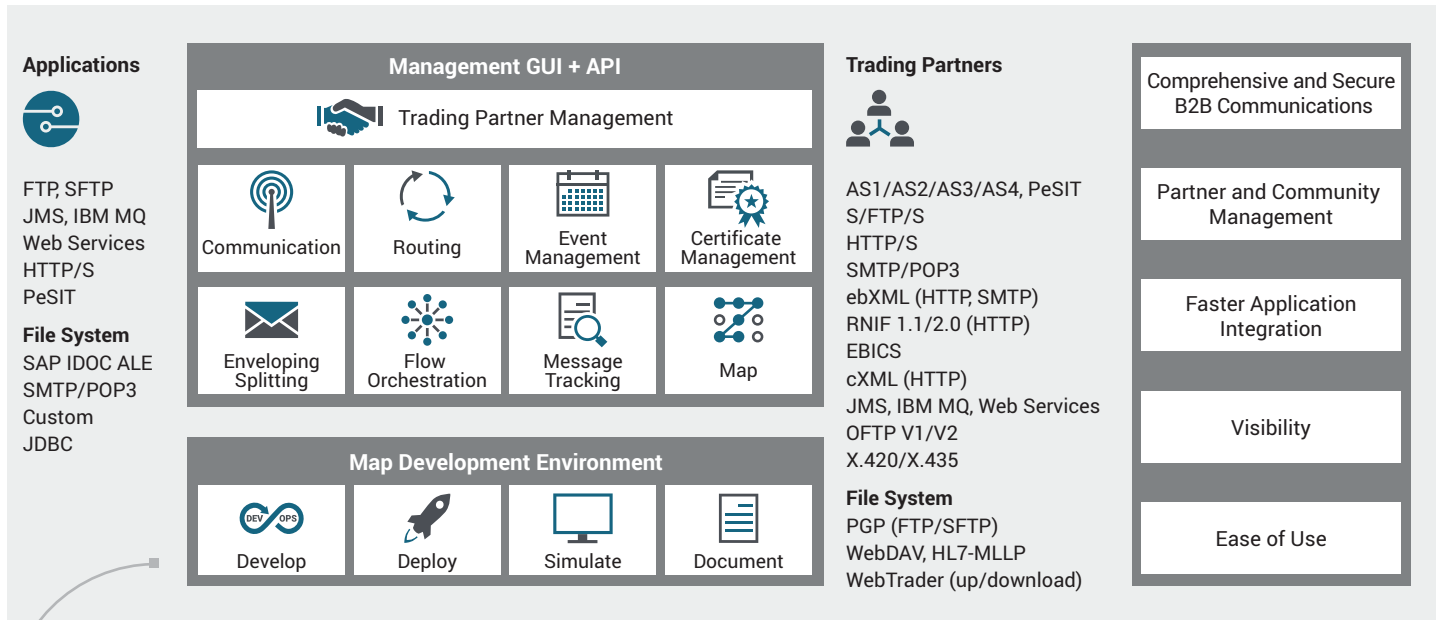 Applications
FTP, SFTP
JMS, IBM MQ
Web Services
HTTP/S
PeSIT
File System
SAP IDOC ALE
SMTP/POP3
Custom
JDBC
Management GUI + API
Trading Partner Management
Communication
Routing
Event
Management
Certificate
Management
Enveloping
Splitting
Flow
Orchestration
Message
Tracking
Map
Map Development Environment
DEV OPS
Develop
Deploy
Simulate
Document
Trading Partners
AS1/AS2/AS3/AS4, PeSIT
S/FTP/S
HTTP/S
SMTP/POP3
ebXML (HTTP, SMTP)
RNIF 1.1/2.0 (HTTP)
EBICS
cXML (HTTP)
JMS, IBM MQ, Web Services
OFTP V1/V2
X.420/X.435
File System
PGP (FTP/SFTP)
WebDAV, HL7-MLLP
WebTrader (up/download)
Comprehensive and Secure
B2B Communications
Partner and Community
Management
Faster Application
Integration
Visibility
Ease of Use